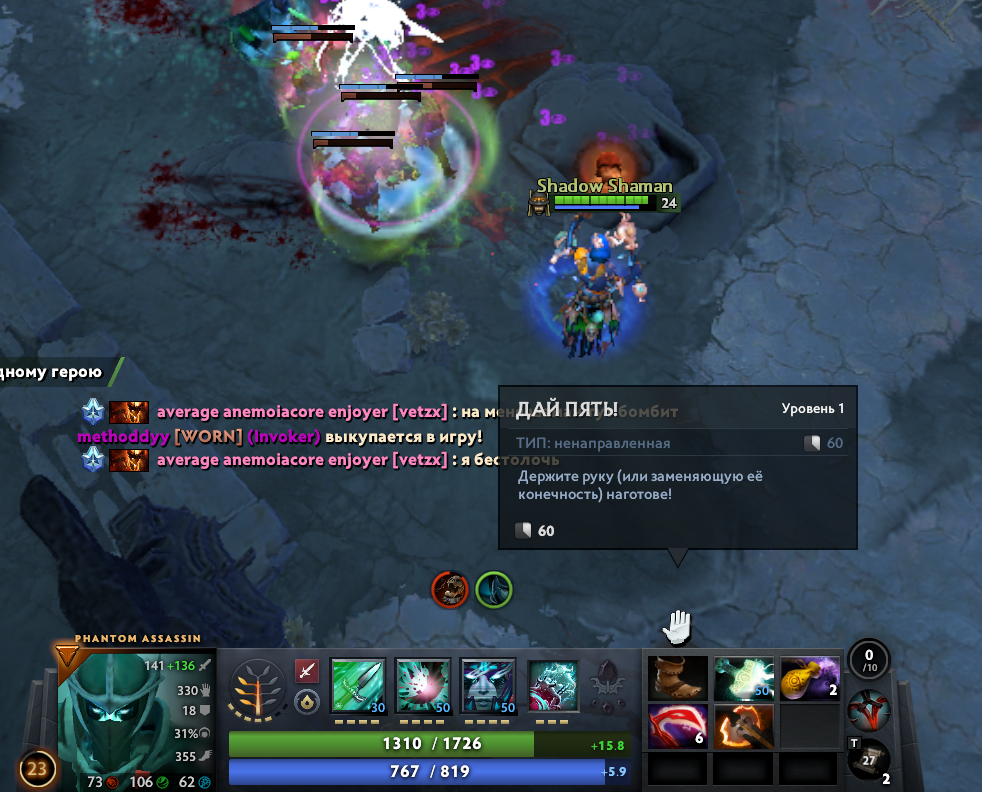 3
3
3
3
3
3
3
3
3
Shadow Shaman
24
дному герою
average anemoiacore enjoyer [vetzx] : на мен
бомбит
methoddyy [WORN] (Invoker) выкупается в игру!
average anemoiacore enjoyer [vetzx] : я бестолочь
ДАЙ ПЯТЬ!
Уровень 1
ТИП: ненаправленная
60
Держите руку (или заменяющую её
конечность) наготове!
60
PHANTOM ASSASSIN
141 +136
330
18
31%
355
23
73 106 62
30 50 50
1310 / 1726
+15.8
767 / 819
+5.9
50
2
6
0
/10
T
27
2